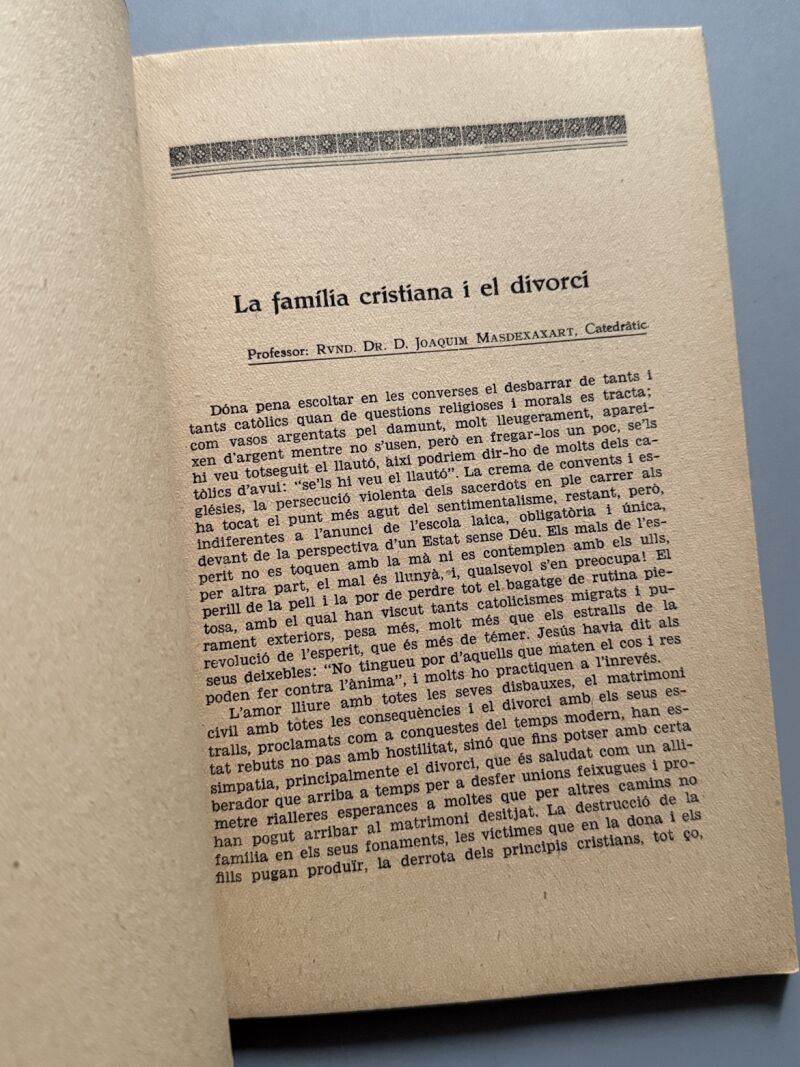 La família cristiana i el divorci
Professor: RVND. DR. D. JOAQUIM MASDEXAXART, Catedràtic
Dóna pena escoltar en les converses el desbarrar de tants i
tants catòlics quan de questions religioses i morals es tracta;
com vasos argentats pel damunt, molt lleugerament, aparei-
xen d'argent mentre no s'usen, però en fregar-los un poc, se'ls
hi veu totseguit el llautó, àixi podriem dir-ho de molts dels ca-
tòlics d'avui: "se'ls hi veu el llautó". La crema de convents i es-
glésies, la persecució violenta dels sacerdots en ple carrer als
ha tocat el punt més agut del sentimentalisme, restant, però,
indiferentes a l'anunci de l'escola laica, obligatòria i única,
devant de la perspectiva d'un Estat sense Déu. Els mals de l'es-
perit no es toquen amb la mà ni es contemplen amb els ulls,
per altra part, el mal és llunyà, i, qualsevol s'en preocupa! El
perill de la pell i la por de perdre tot el bagatge de rutina pie-
tosa, amb el qual han viscut tants catolicismes migrats i pu-
rament exteriors, pesa més, molt més que els estralls de la
revolució de l'esperit, que és més de témer. Jesús havia dit als
seus deixebles: "No tingueu por d'aquells que maten el cos i res
poden fer contra l'ànima", i molts ho practiquen a l'inrevés.
L'amor lliure amb totes les seves disbauxes, el matrimoni
civil amb tòtes les consequències i el divorci amb els seus es-
tralls, proclamats com a conquestes del temps modern, han es-
tat rebuts no pas amb hostilitat, sinó que fins potser amb certa
simpatia, principalmente el divorci, que és saludat com un alli-
berador que arriba a temps per a desfer unions feixugues i pro-
metre rialleres esperances a moltes que per altres camins no
han pogut arribar al matrimoni desitjat. La destrucció de la
família en els seus fonaments, les víctimes que en la dona i els
fills pugan produïr, la derrota dels principis cristians, tot ço,